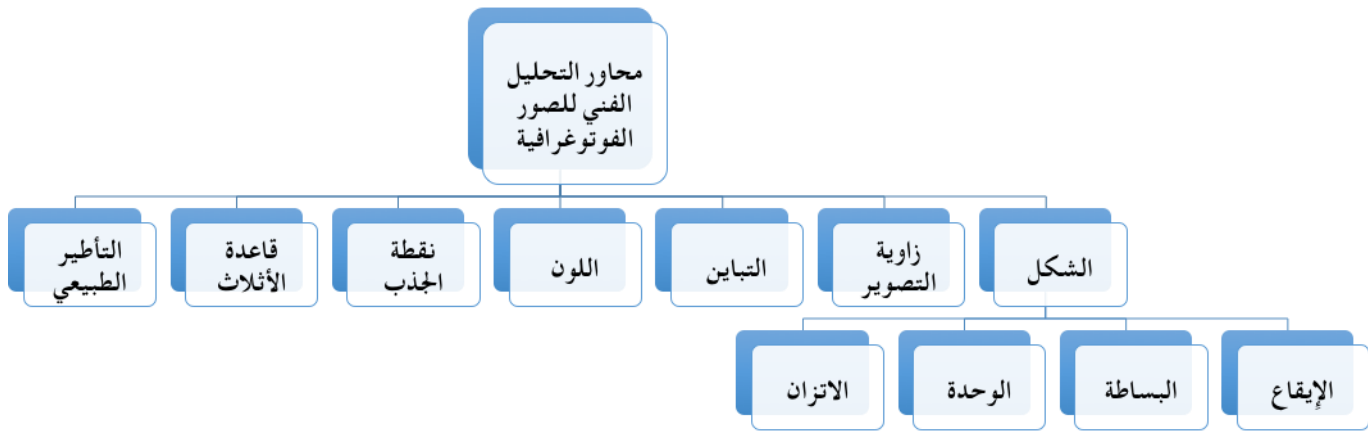 محاور التحليل
الفني للصور
الفوتوغرافية
الشكل
زاوية
التصوير
التباين
اللون
نقطة
الجذب
قاعدة
الأثلاث
التأطير
الطبيعي
الإيقاع
البساطة
الوحدة
الاتزان